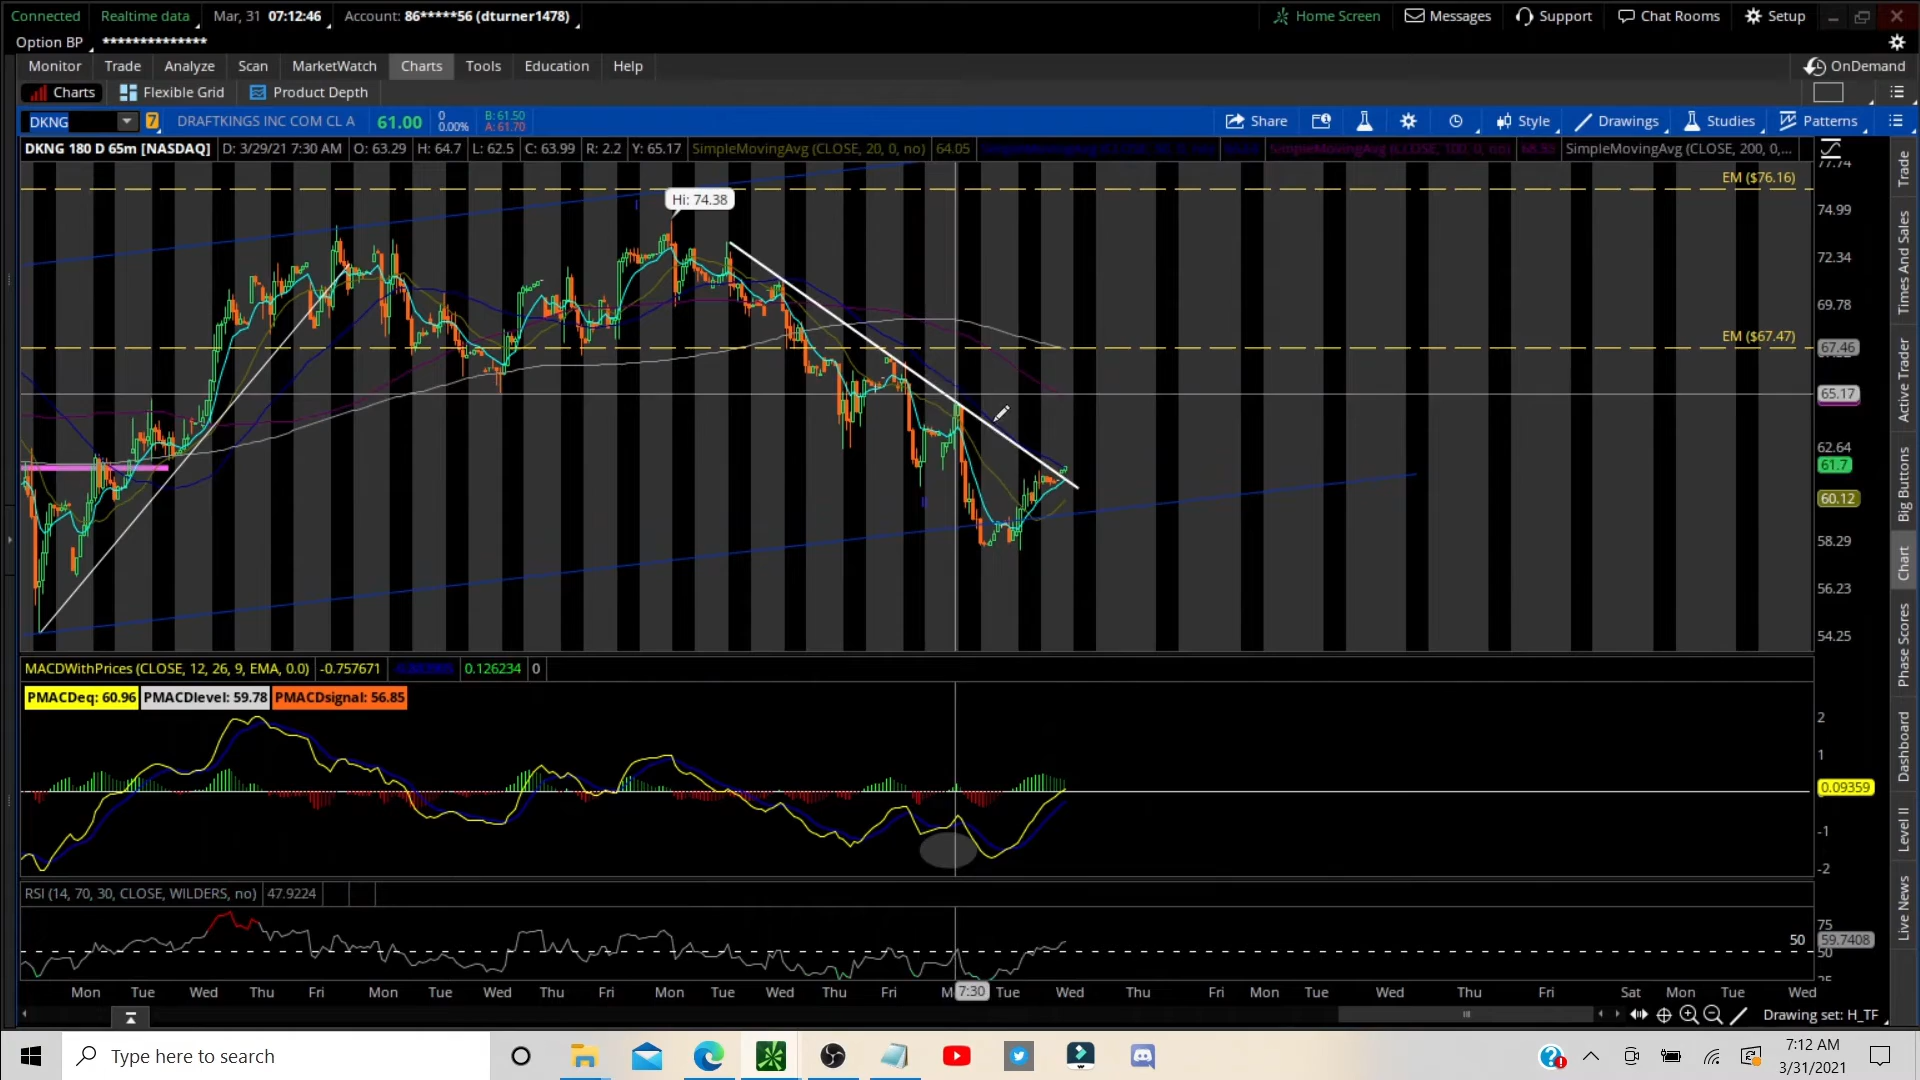 Connected Realtime data Mar, 31 07:12:46 Account: 86*****56 (dturner1478) Home Screen Messages Support Chat Rooms Setup
Option BP **************
Monitor Trade Analyze Scan MarketWatch Charts Tools Education Help OnDemand
Charts Flexible Grid Product Depth
DKNG 7 DRAFTKINGS INC COM CL A 61.00 0 0.00% B: 61.50 A: 61.70 Share Style Drawings Studies Patterns
DKNG 180 D 65m [NASDAQ] D: 3/29/21 7:30 AM O: 63.29 H: 64.7 L: 62.5 C: 63.99 R: 2.2 Y: 65.17 SimpleMovingAvg (CLOSE, 20, 0, no) 64.05 SimpleMovingAvg (CLOSE, 100, 0, no) SimpleMovingAvg (CLOSE, 200, 0,...
77.74
EM ($76.16)
Hi: 74.38
74.99
72.34
69.78
EM ($67.47)
67.46
65.17
62.64
61.7
60.12
58.29
56.23
54.25
I
II
MACDWithPrices (CLOSE, 12, 26, 9, EMA, 0.0) -0.757671 0.126234 0
PMACDeq: 60.96 PMACDlevel: 59.78 PMACDsignal: 56.85
2
1
0.09359
-1
-2
RSI (14, 70, 30, CLOSE, WILDERS, no) 47.9224
75
50 59.7408
50
25
Mon Tue Wed Thu Fri Mon Tue Wed Thu Fri Mon Tue Wed Thu Fri M 7:30 Tue Wed Thu Fri Mon Tue Wed Thu Fri Sat Mon Tue Wed
Drawing set: H_TF
Trade
Times And Sales
Active Trader
Big Buttons
Chart
Phase Scores
Dashboard
Level II
Live News
Type here to search
7:12 AM
3/31/2021